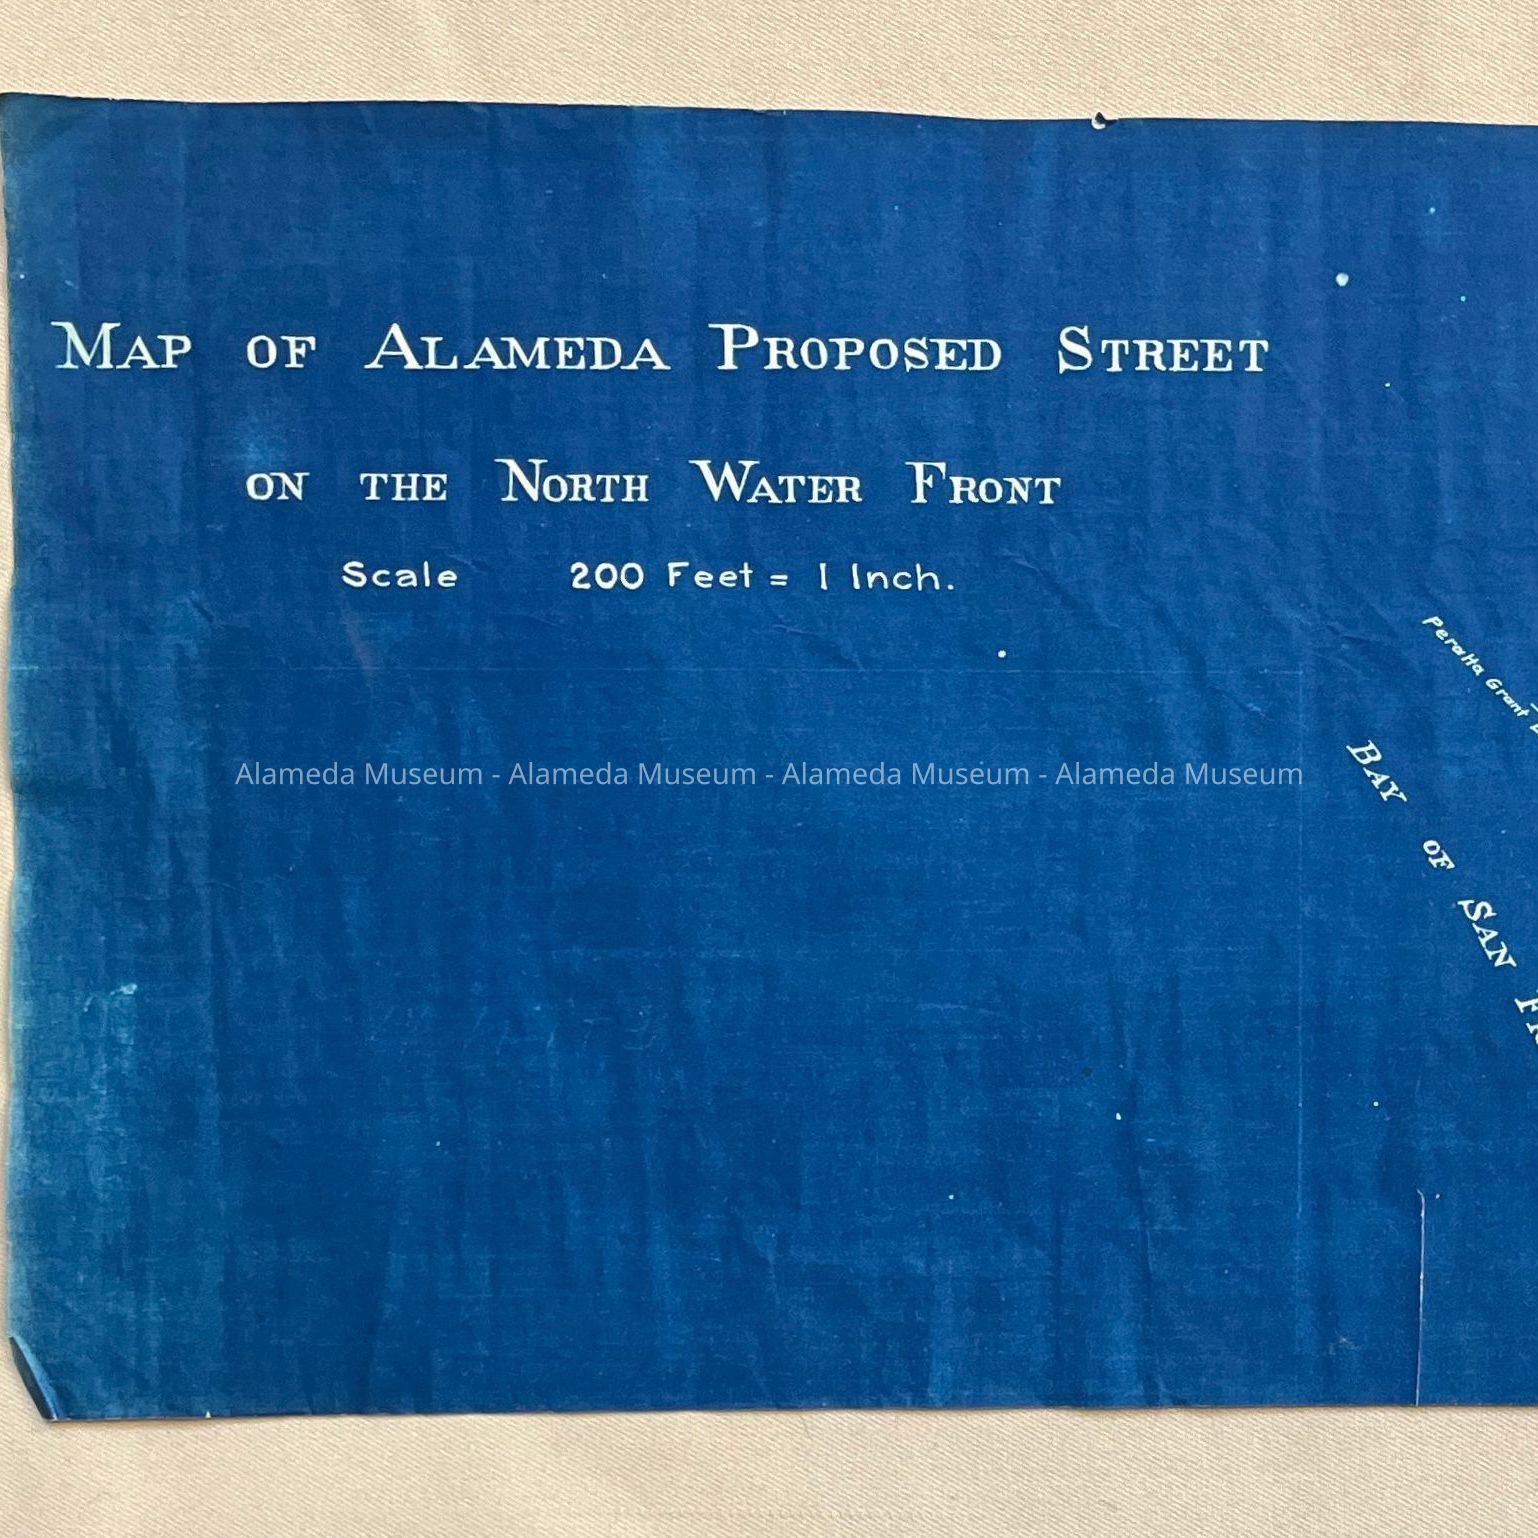 Map of Alameda Proposed Street
on the North Water Front
Scale 200 Feet = 1 Inch.
Peralta Grant
Bay of San
Alameda Museum - Alameda Museum - Alameda Museum - Alameda Museum